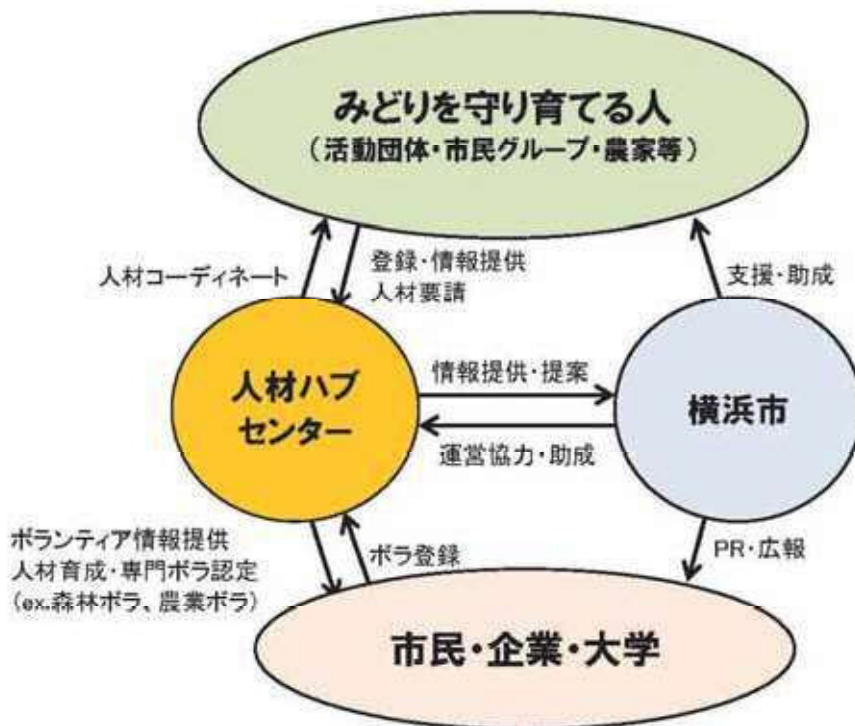 みどりを守り育てる人
（活動団体・市民グループ・農家等）
人材コーディネート
登録・情報提供
人材要請
支援・助成
人材ハブ
センター
情報提供・提案
運営協力・助成
横浜市
ボランティア情報提供
人材育成・専門ボラ認定
（ex.森林ボラ、農業ボラ）
ボラ登録
PR・広報
市民・企業・大学